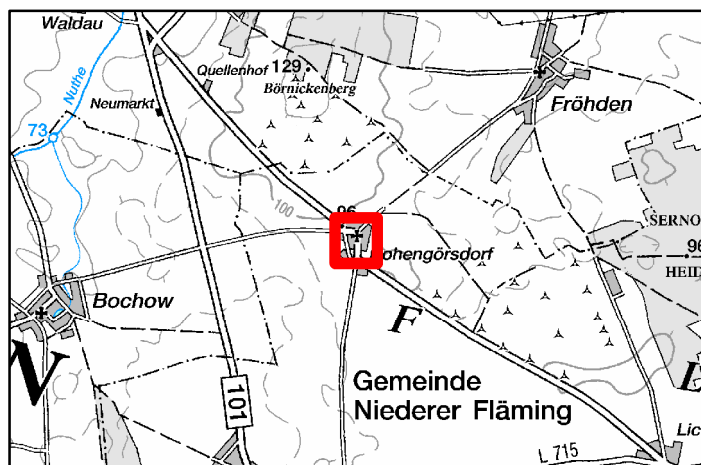 Waldau
Nuthe
Quellenhof
129
Börnickenberg
Neumarkt
73
Fröhden
100
96
SERNO
96
HEID
Hohengörsdorf
Bochow
F
N
101
Gemeinde
Niederer Fläming
L
Lic
L 715